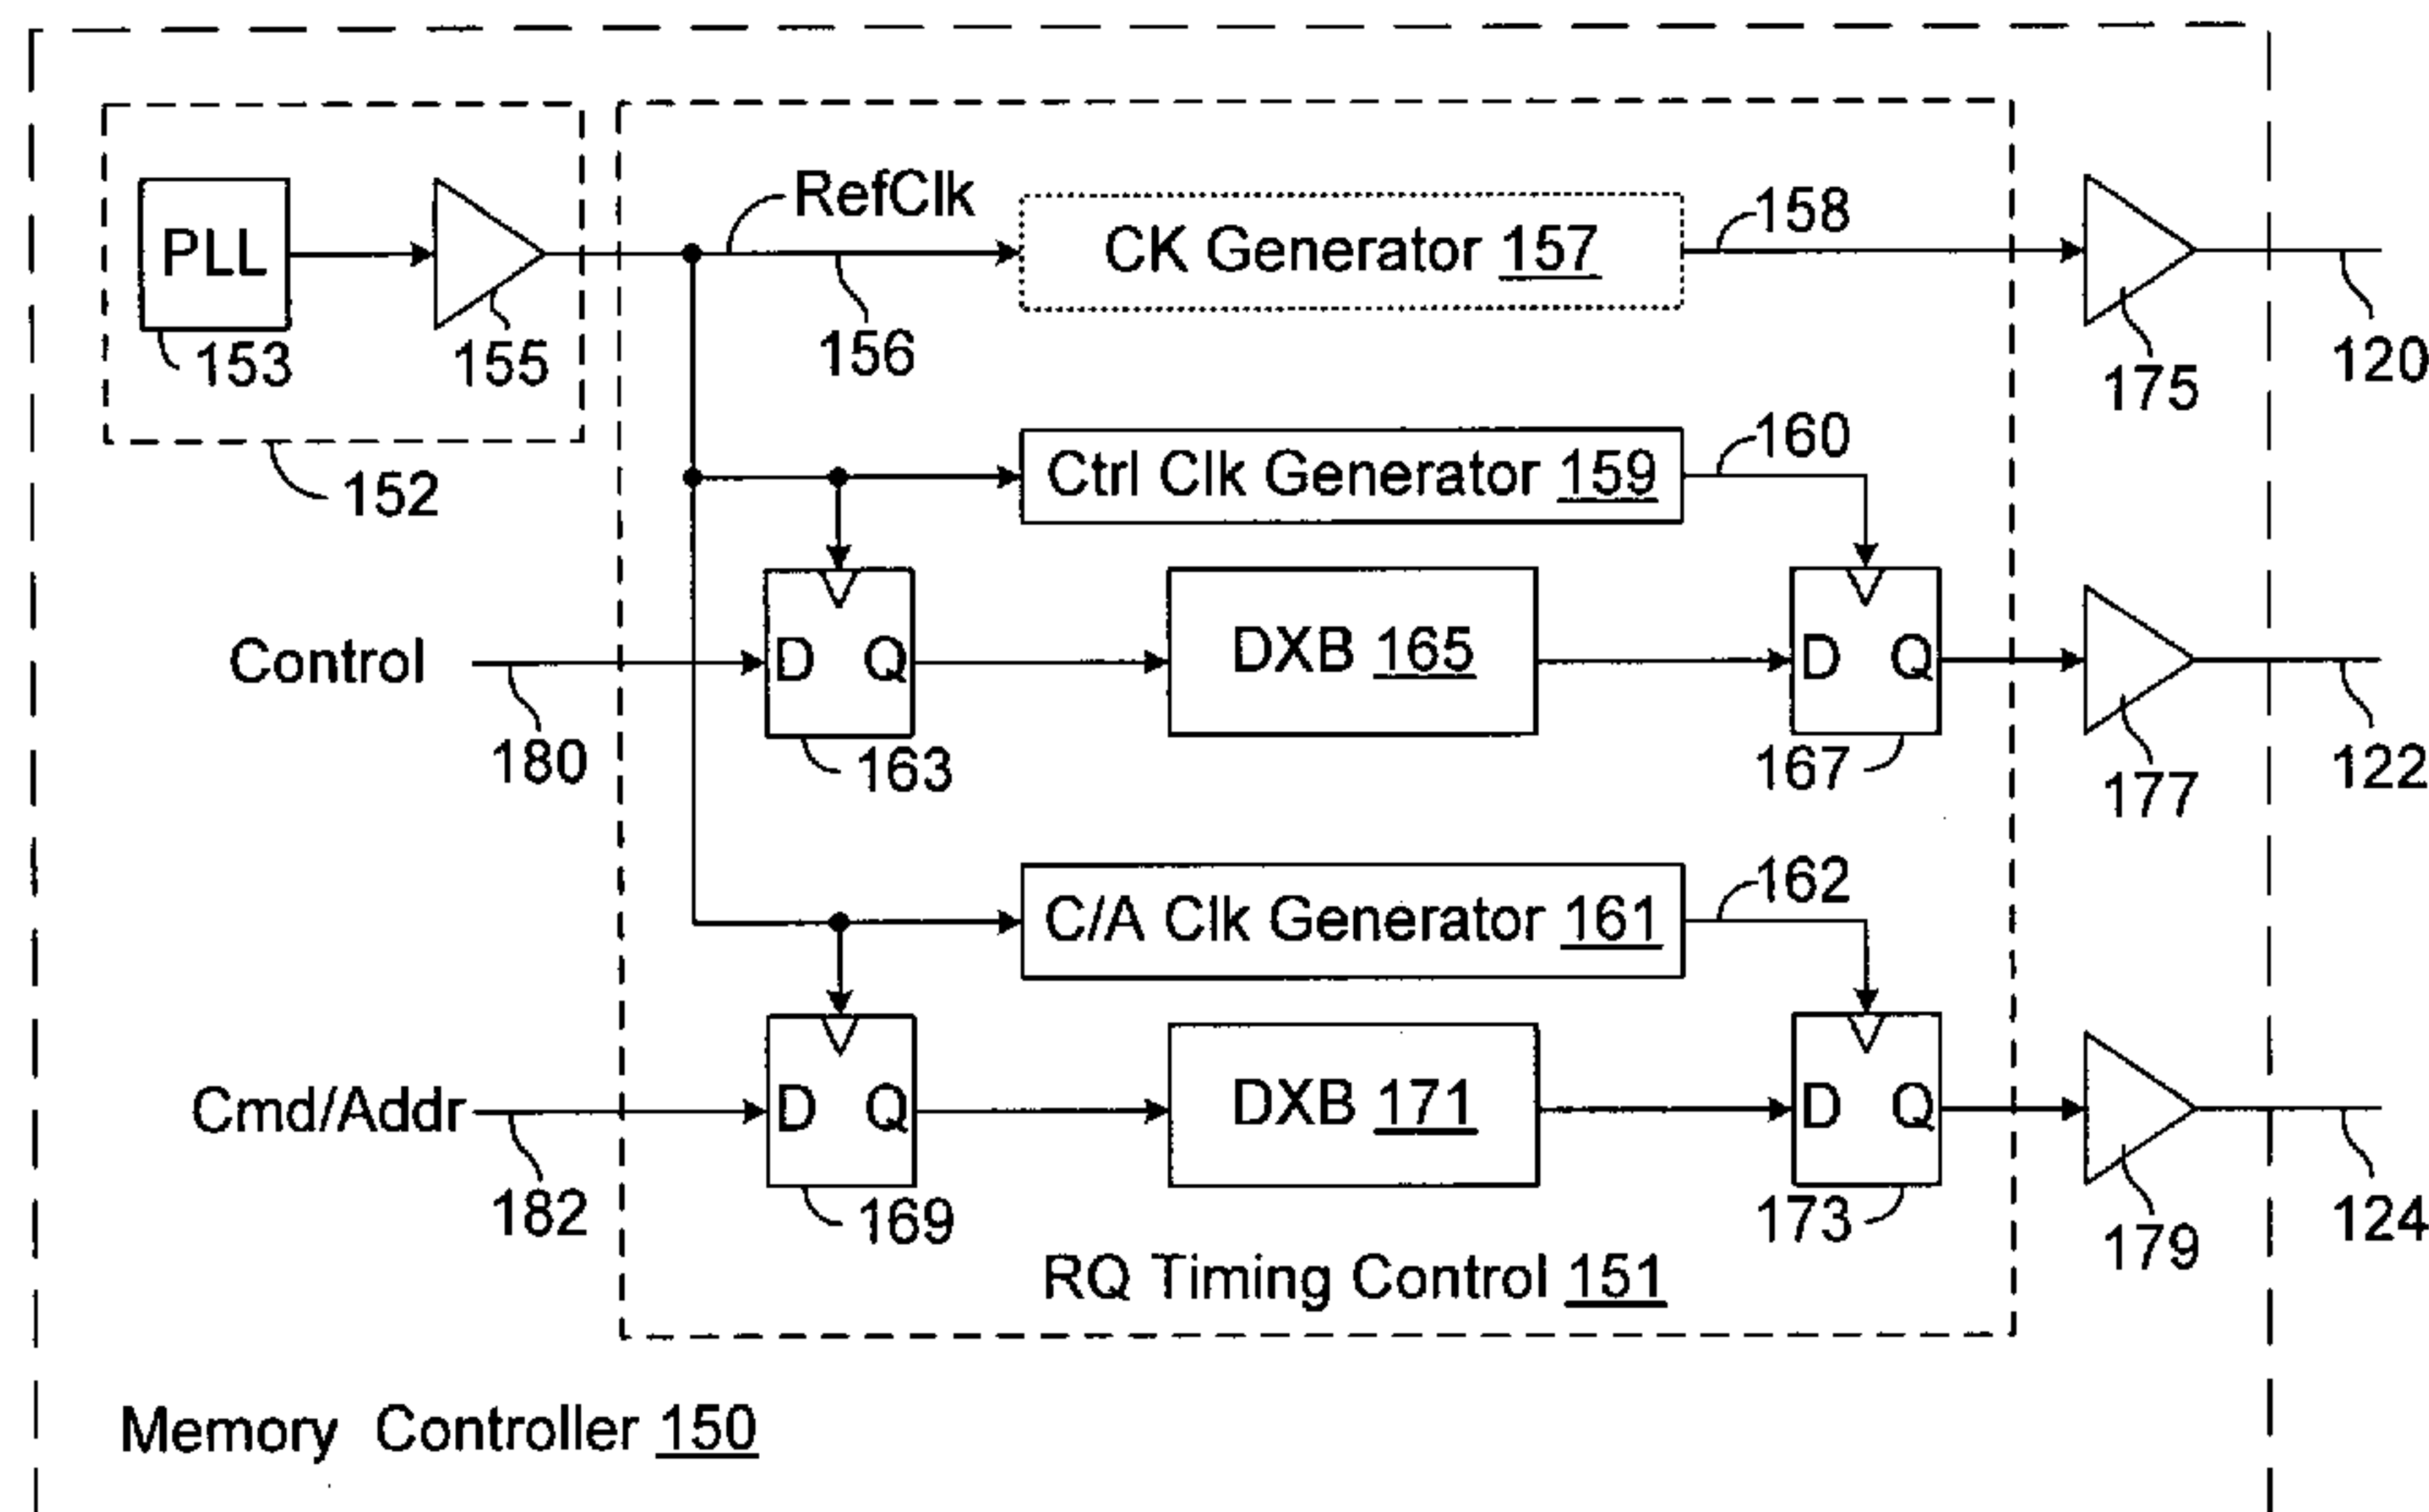 RefClk
PLL
CK Generator 157
158
153
155
156
175
120
152
Ctrl Clk Generator 159
160
Control
D Q
DXB 165
D Q
180
163
167
177
122
C/A Clk Generator 161
162
Cmd/Addr
D Q
DXB 171
D Q
182
169
173
179
124
RQ Timing Control 151
Memory Controller 150